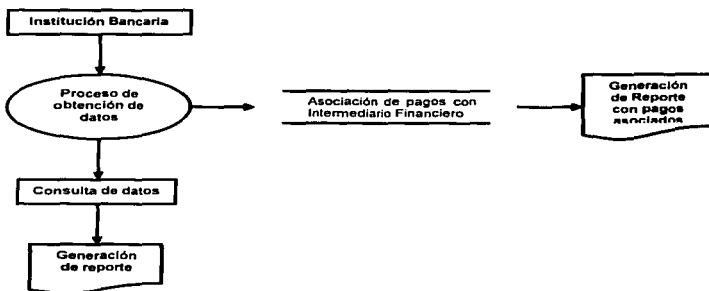 Institución Bancaria
Proceso de
obtención de
datos
Asociación de pagos con
Intermediario Financiero
Generación
de Reporte
con pagos
asociados
Consulta de datos
Generación
de reporte